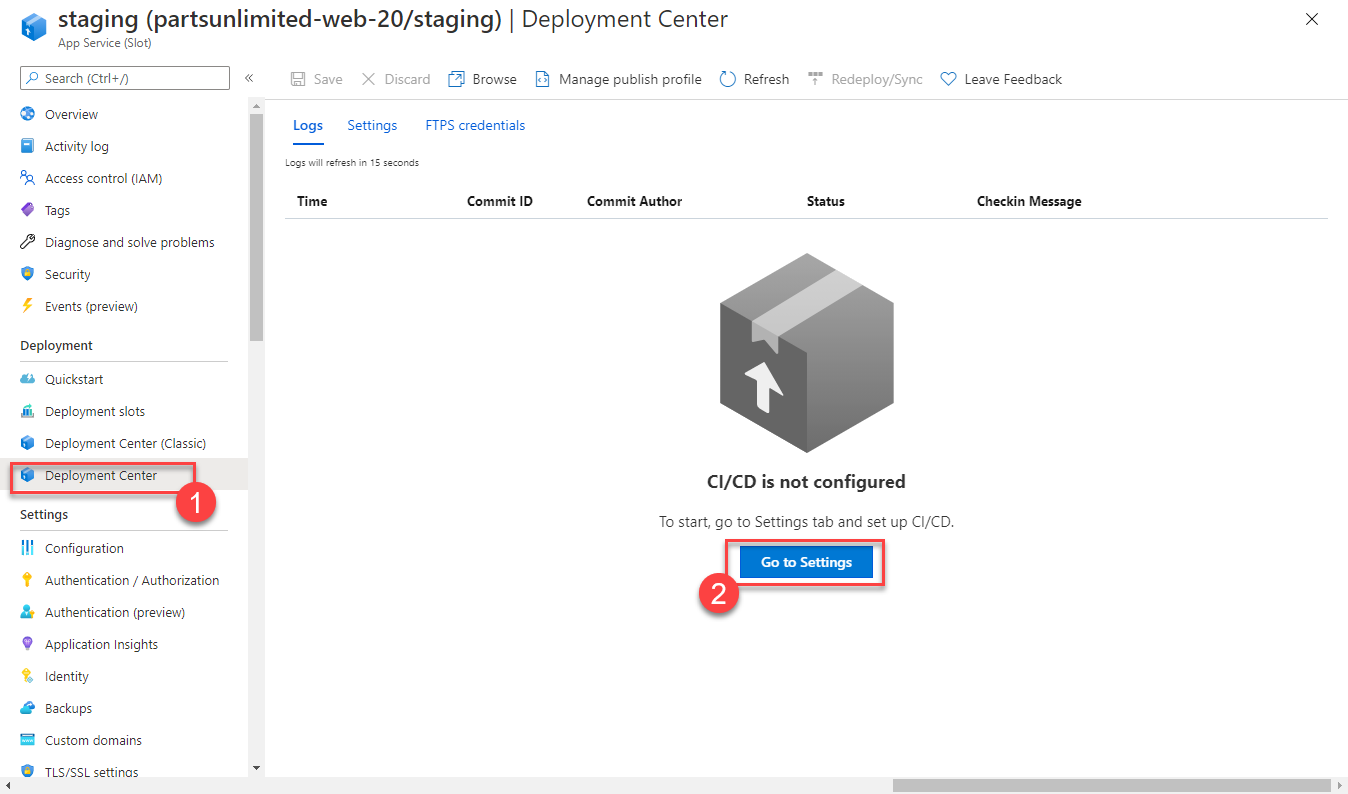 staging (partsunlimited-web-20/staging) | Deployment Center
App Service (Slot)
Search (Ctrl+/)
«
Save
Discard
Browse
Manage publish profile
Refresh
Redeploy/Sync
Leave Feedback
Overview
Activity log
Access control (IAM)
Tags
Diagnose and solve problems
Security
Events (preview)
Deployment
Quickstart
Deployment slots
Deployment Center (Classic)
Deployment Center
1
Settings
Configuration
Authentication / Authorization
Authentication (preview)
Application Insights
Identity
Backups
Custom domains
TLS/SSL settings
Logs
Settings
FTPS credentials
Logs will refresh in 15 seconds
Time
Commit ID
Commit Author
Status
Checkin Message
CI/CD is not configured
To start, go to Settings tab and set up CI/CD.
Go to Settings
2